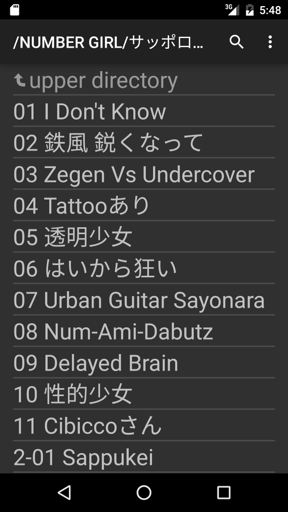 3G 5:48
/NUMBER GIRL/サッポロ...
upper directory
01 I Don't Know
02 鉄風 鋭くなって
03 Zegen Vs Undercover
04 Tattooあり
05 透明少女
06 はいから狂い
07 Urban Guitar Sayonara
08 Num-Ami-Dabutz
09 Delayed Brain
10 性的少女
11 Cibiccoさん
2-01 Sappukei